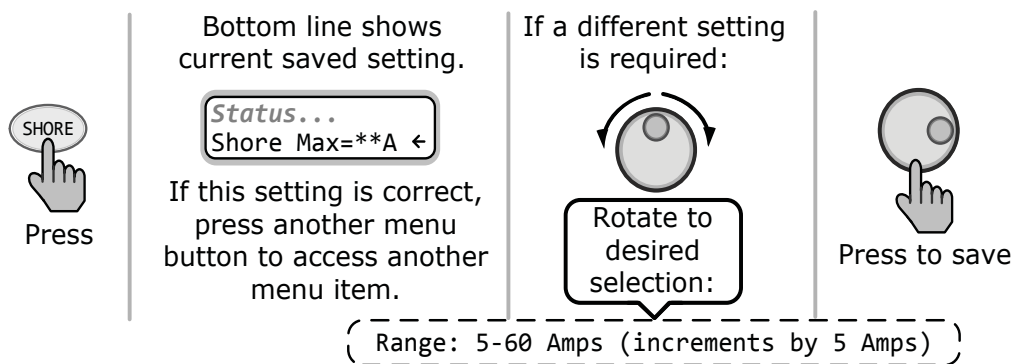 SHORE
Press
Bottom line shows
current saved setting.
Status...
Shore Max=**A ←
If this setting is correct,
press another menu
button to access another
menu item.
If a different setting
is required:
Rotate to
desired
selection:
Range: 5-60 Amps (increments by 5 Amps)
Press to save